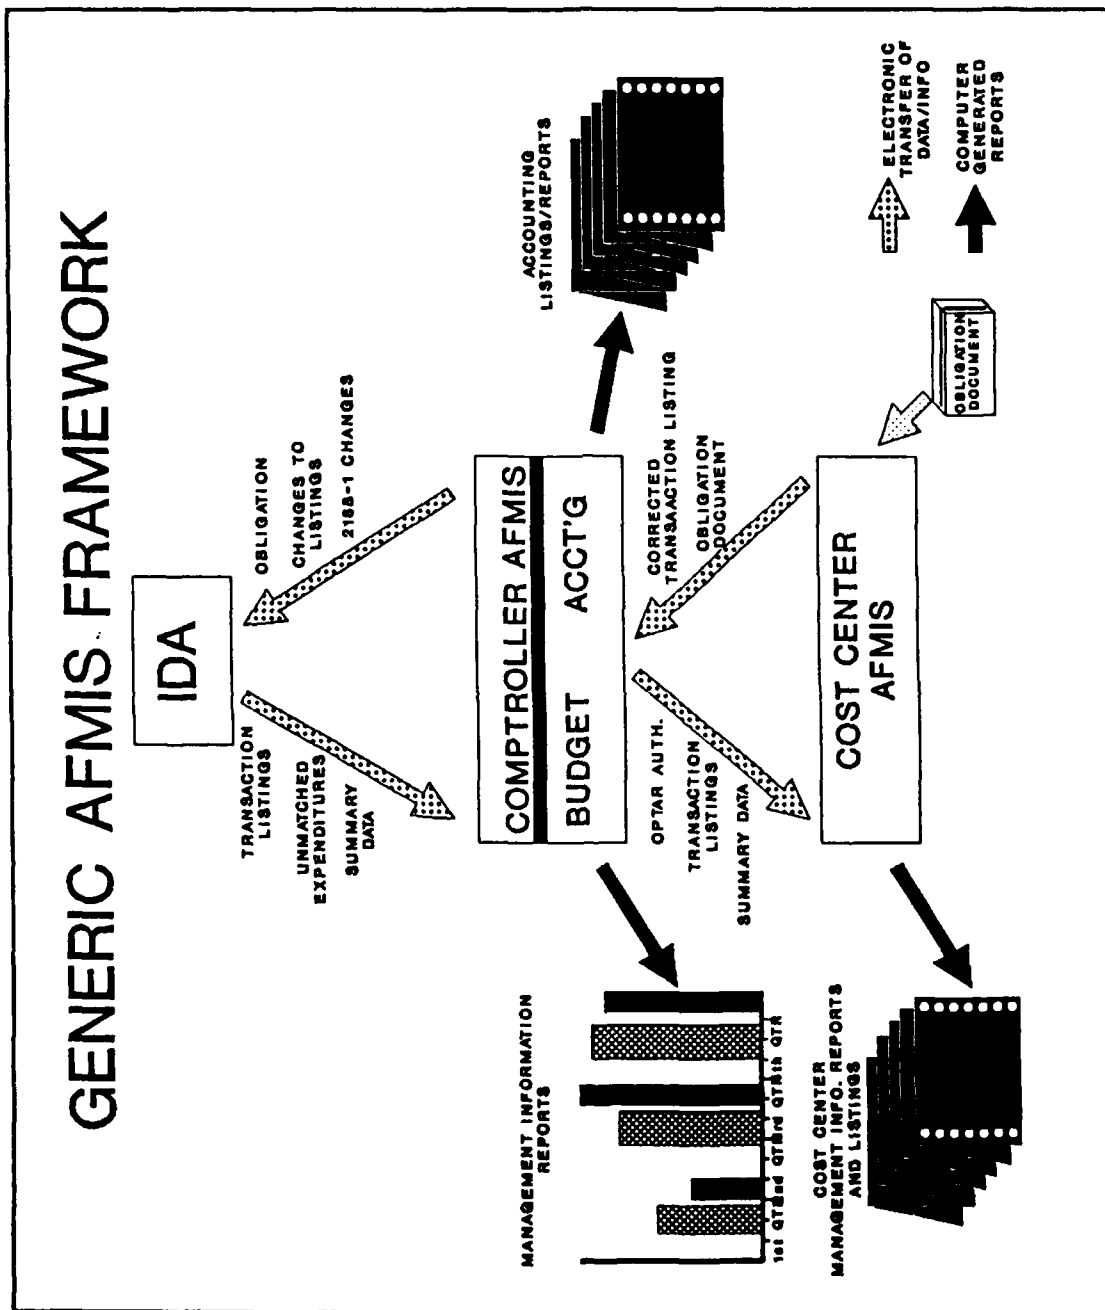 GENERIC AFMIS FRAMEWORK
IDA
TRANSACTION
LISTINGS
UNMATCHED
EXPENDITURES
SUMMARY
DATA
OBLIGATION
CHANGES TO
LISTINGS
2168-1 CHANGES
COMPTROLLER AFMIS
BUDGET ACCT'G
MANAGEMENT INFORMATION
REPORTS
1st QTR
2nd QTR
3rd QTR
4th QTR
ACCOUNTING
LISTINGS/REPORTS
OPTAR AUTH.
TRANSACTION
LISTINGS
SUMMARY DATA
CORRECTED
TRANSAACTION LISTING
OBLIGATION
DOCUMENT
COST CENTER
AFMIS
COST CENTER
MANAGEMENT INFO. REPORTS
AND LISTINGS
OBLIGATION
DOCUMENT
ELECTRONIC
TRANSFER OF
DATA/INFO
COMPUTER
GENERATED
REPORTS